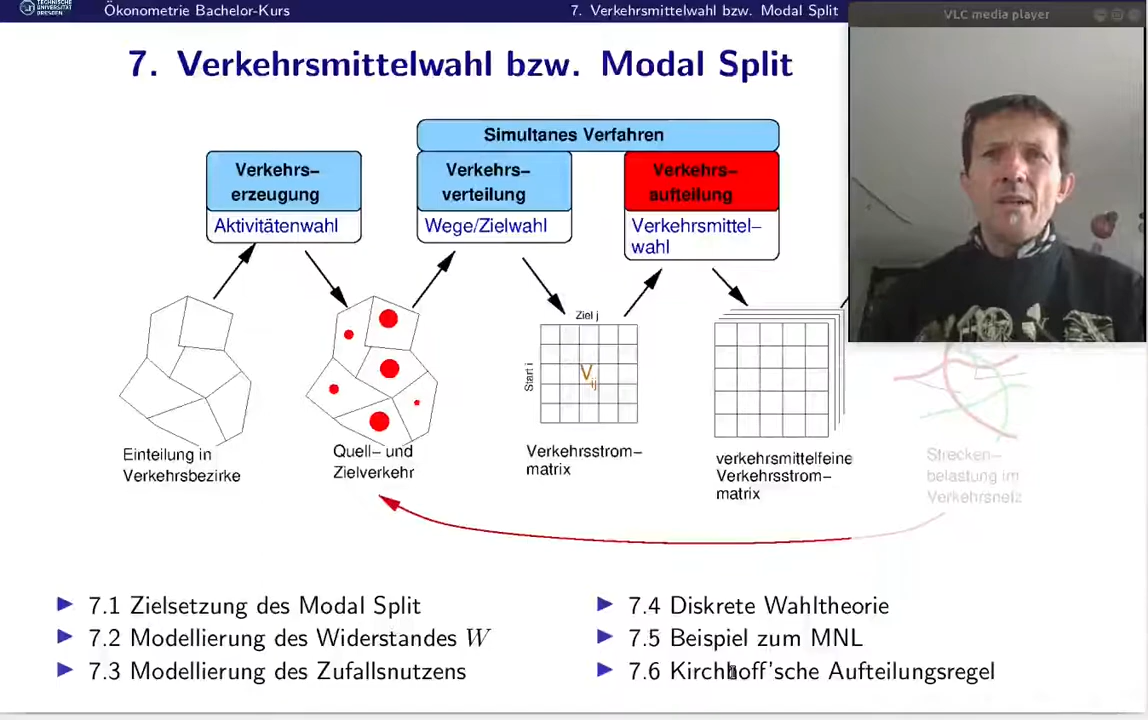 TECHNISCHE
UNIVERSITÄT
DRESDEN
Ökonometrie Bachelor-Kurs
7. Verkehrsmittelwahl bzw. Modal Split
VLC media player
7. Verkehrsmittelwahl bzw. Modal Split
Simultanes Verfahren
Verkehrs–
erzeugung
Aktivitätenwahl
Verkehrs–
verteilung
Wege/Zielwahl
Verkehrs–
aufteilung
Verkehrsmittel–
wahl
Ziel j
Start i
V_ij
Einteilung in
Verkehrsbezirke
Quell– und
Zielverkehr
Verkehrsstrom–
matrix
verkehrsmittelfeine
Verkehrsstrom–
matrix
Strecken–
belastung im
Verkehrsnetz
7.1 Zielsetzung des Modal Split
7.2 Modellierung des Widerstandes W
7.3 Modellierung des Zufallsnutzens
7.4 Diskrete Wahltheorie
7.5 Beispiel zum MNL
7.6 Kirchhoff'sche Aufteilungsregel